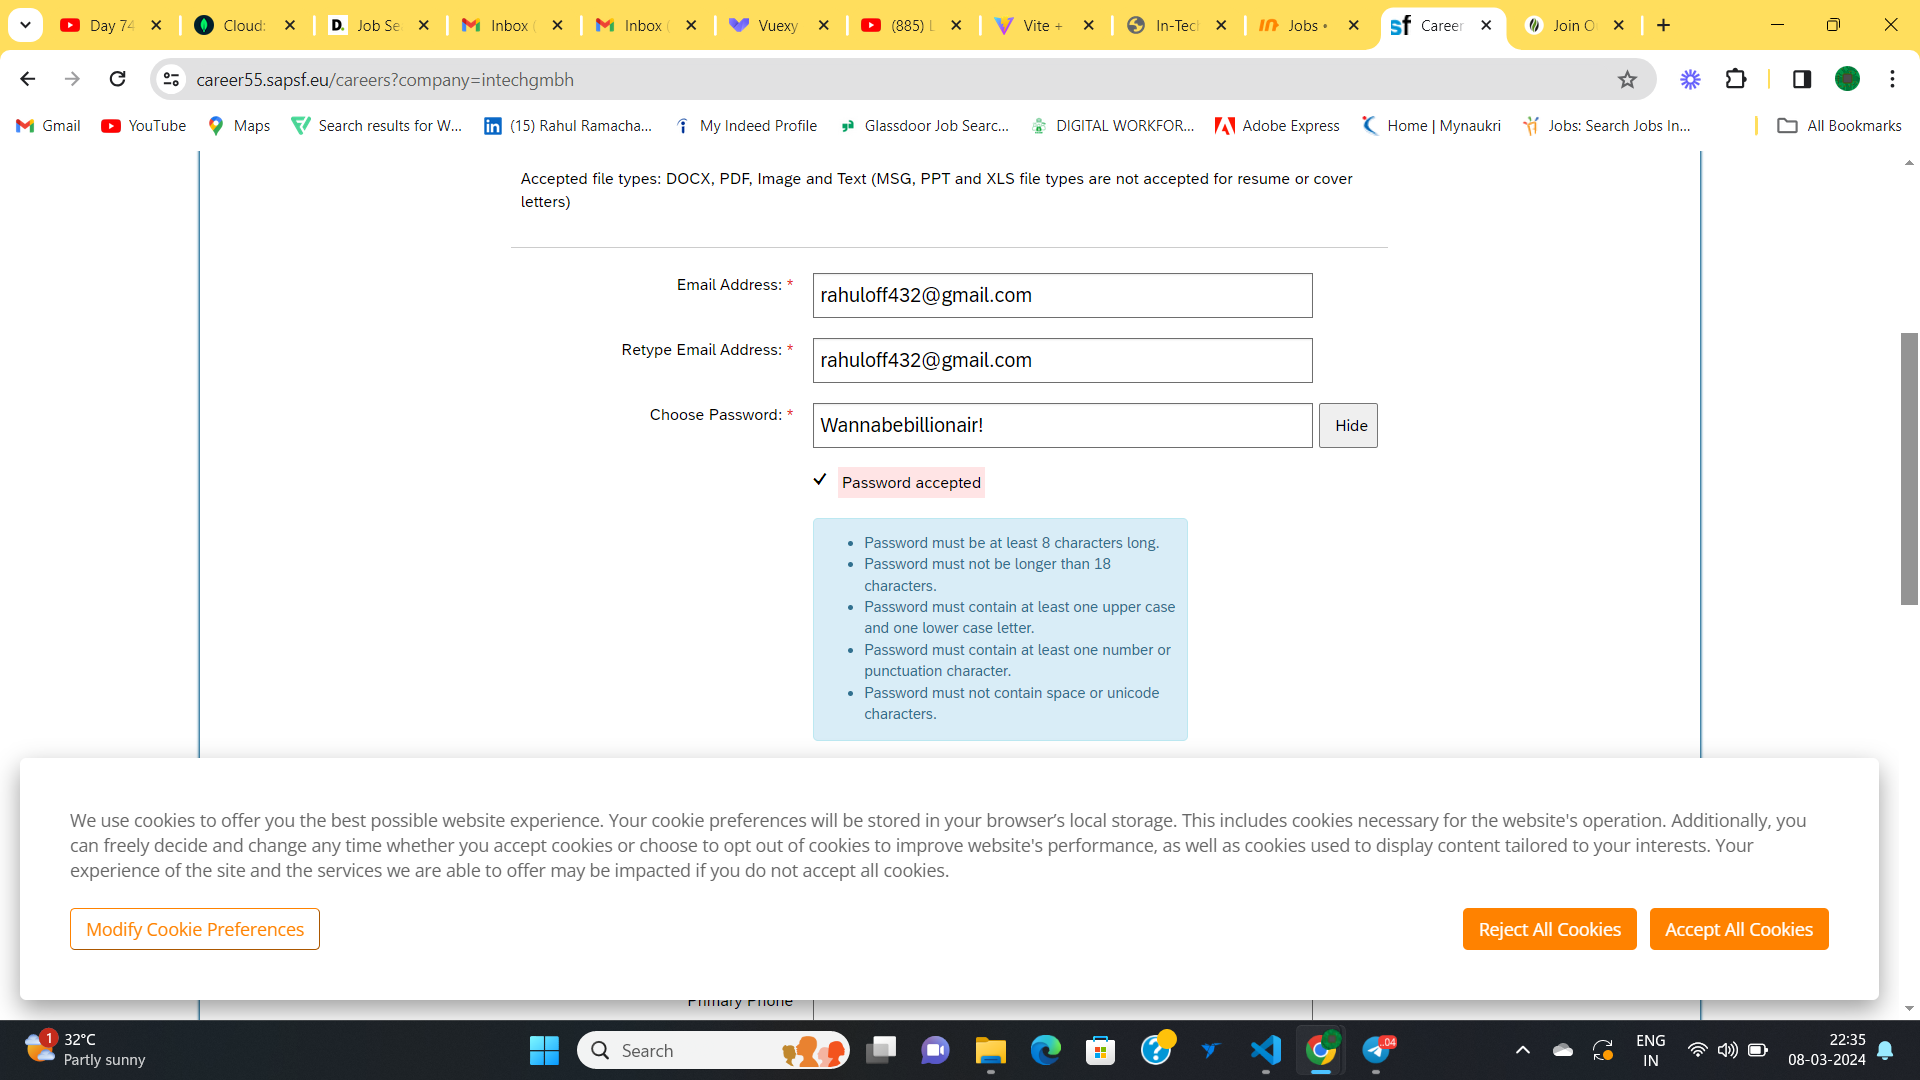 Day 74
Cloud:
Job Se
Inbox (
Inbox (
Vuexy
(885) L
Vite +
In-Tech
Jobs •
Career
Join O
career55.sapsf.eu/careers?company=intechgmbh
Gmail
YouTube
Maps
Search results for W...
(15) Rahul Ramacha...
My Indeed Profile
Glassdoor Job Searc...
DIGITAL WORKFOR...
Adobe Express
Home | Mynaukri
Jobs: Search Jobs In...
All Bookmarks
Accepted file types: DOCX, PDF, Image and Text (MSG, PPT and XLS file types are not accepted for resume or cover
letters)
Email Address: *
rahuloff432@gmail.com
Retype Email Address: *
rahuloff432@gmail.com
Choose Password: *
Wannabebillionair!
Hide
Password accepted
• Password must be at least 8 characters long.
• Password must not be longer than 18
characters.
• Password must contain at least one upper case
and one lower case letter.
• Password must contain at least one number or
punctuation character.
• Password must not contain space or unicode
characters.
We use cookies to offer you the best possible website experience. Your cookie preferences will be stored in your browser’s local storage. This includes cookies necessary for the website's operation. Additionally, you
can freely decide and change any time whether you accept cookies or choose to opt out of cookies to improve website's performance, as well as cookies used to display content tailored to your interests. Your
experience of the site and the services we are able to offer may be impacted if you do not accept all cookies.
Modify Cookie Preferences
Reject All Cookies
Accept All Cookies
Primary Phone
1
32°C
Partly sunny
Search
..04
ENG
IN
22:35
08-03-2024